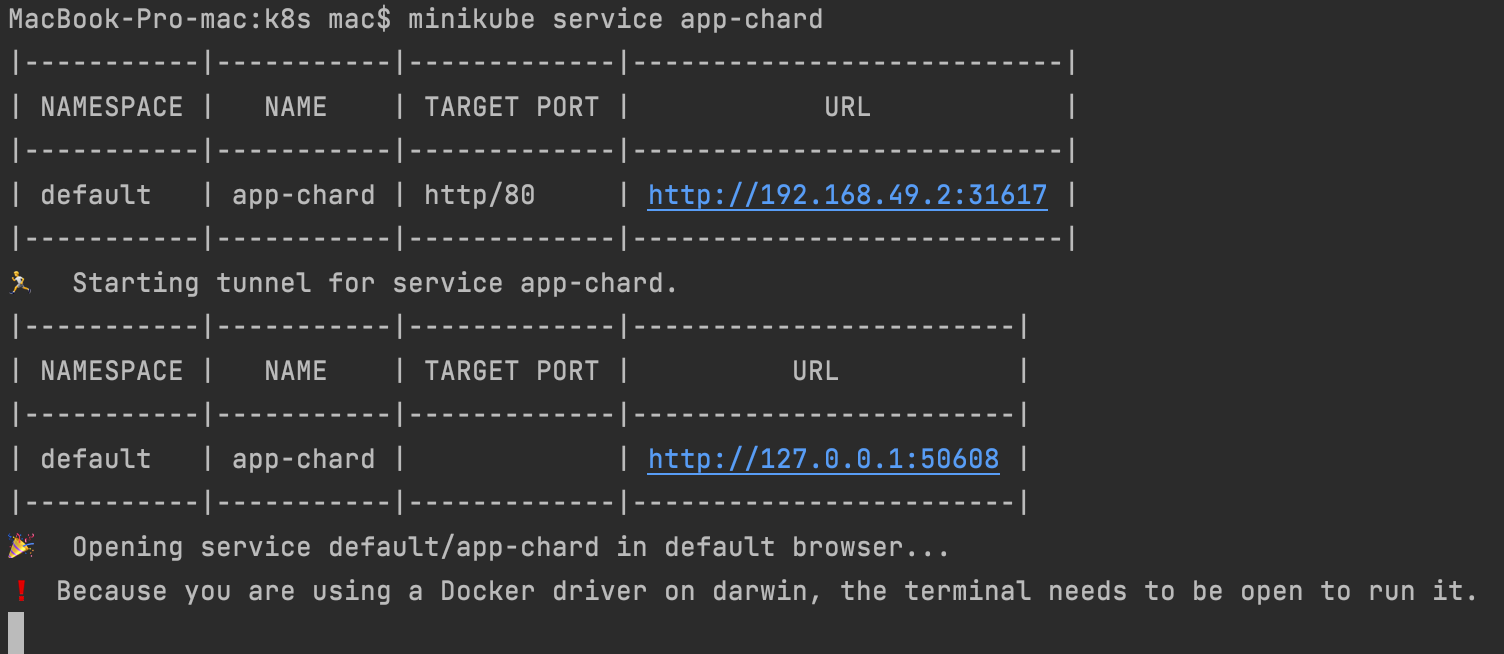 MacBook-Pro-mac:k8s mac$ minikube service app-chard
|-----------|-----------|-------------|---------------------------|
| NAMESPACE |   NAME    | TARGET PORT |            URL            |
|-----------|-----------|-------------|---------------------------|
| default   | app-chard | http/80     | http://192.168.49.2:31617 |
|-----------|-----------|-------------|---------------------------|
🏃  Starting tunnel for service app-chard.
|-----------|-----------|-------------|------------------------|
| NAMESPACE |   NAME    | TARGET PORT |          URL           |
|-----------|-----------|-------------|------------------------|
| default   | app-chard |             | http://127.0.0.1:50608 |
|-----------|-----------|-------------|------------------------|
🎉  Opening service default/app-chard in default browser...
❗ Because you are using a Docker driver on darwin, the terminal needs to be open to run it.